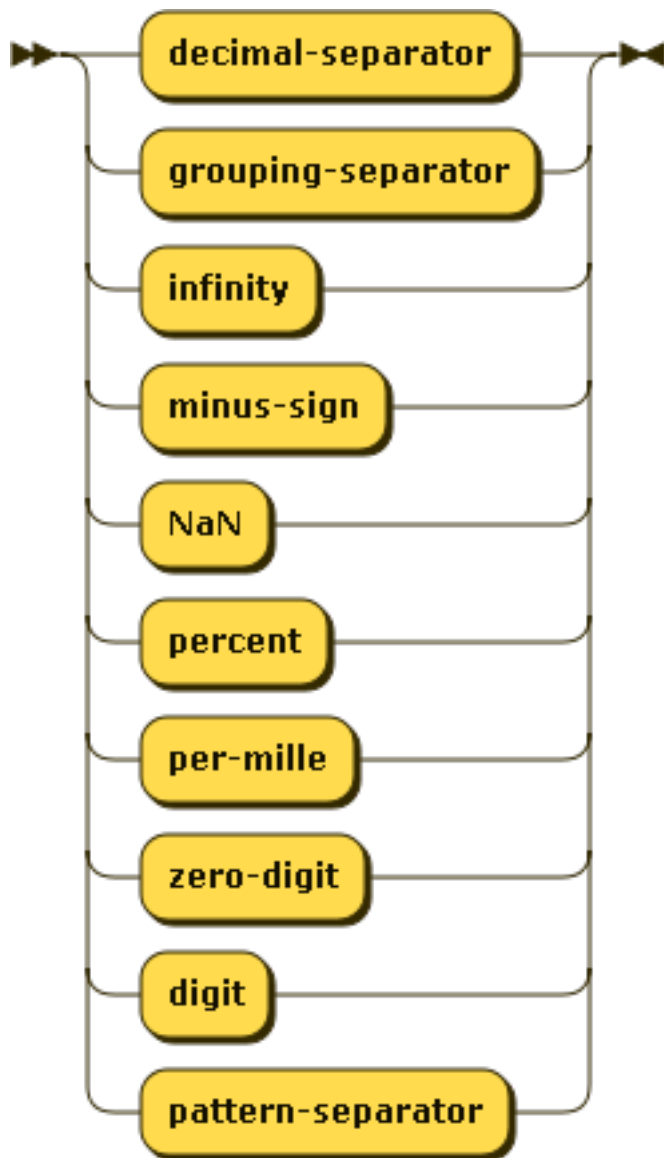 decimal-separator
grouping-separator
infinity
minus-sign
NaN
percent
per-mille
zero-digit
digit
pattern-separator